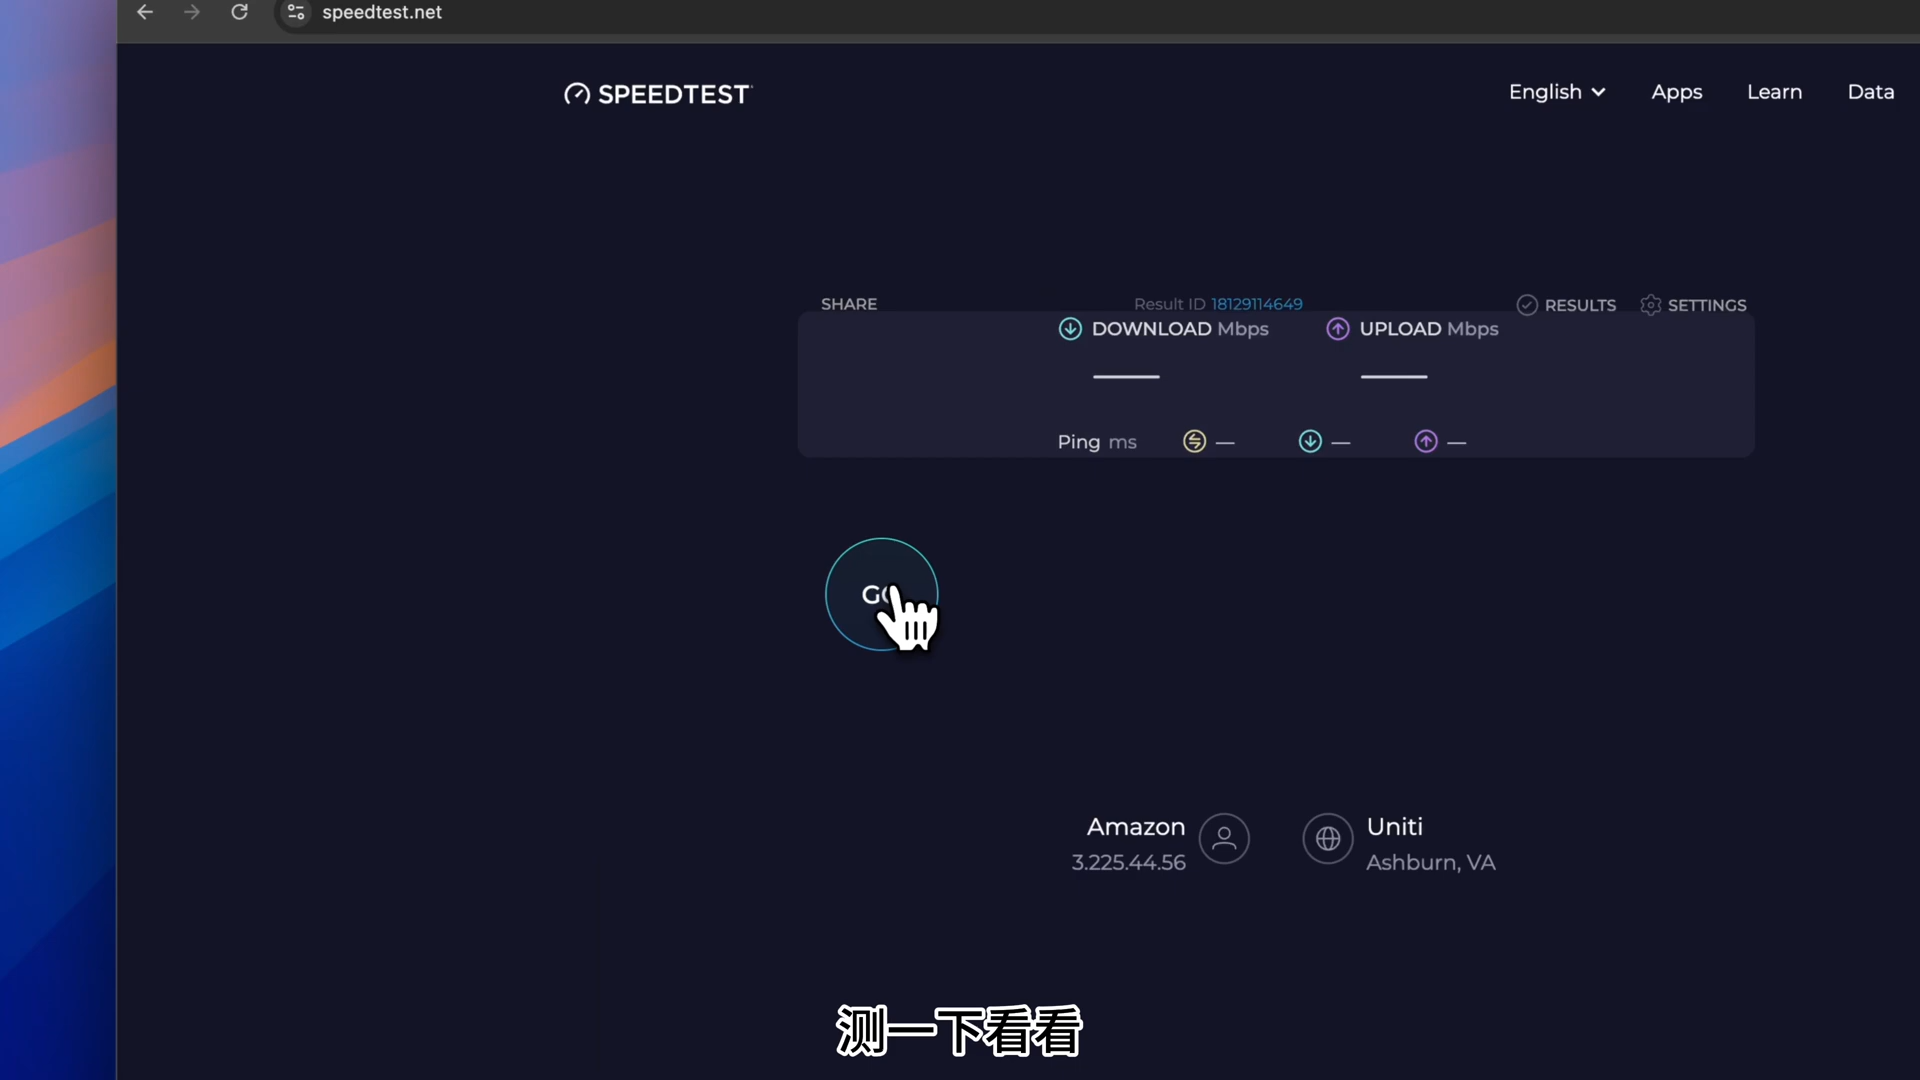 speedtest.net
SPEEDTEST
English
Apps
Learn
Data
SHARE
Result ID 18129114649
RESULTS
SETTINGS
DOWNLOAD Mbps
UPLOAD Mbps
Ping ms
Amazon
3.225.44.56
Uniti
Ashburn, VA
测一下看看